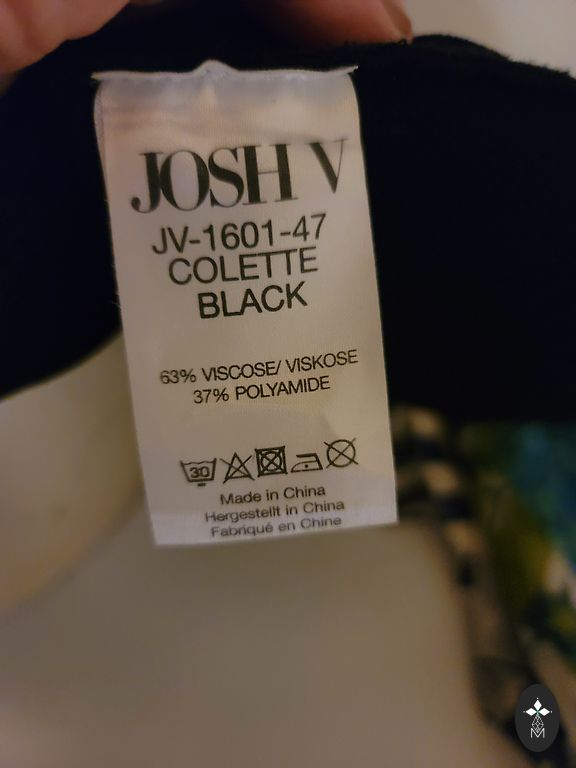 JOSH V
JV-1601-47
COLETTE
BLACK
63% VISCOSE/ VISKOSE
37% POLYAMIDE
30
Made in China
Hergestellt in China
Fabriqué en Chine
M